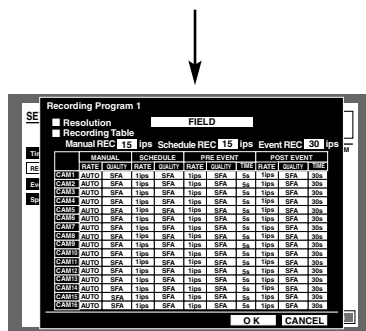 SE
Recording Program 1
Resolution FIELD
Recording Table
Manual REC 15 ips Schedule REC 15 ips Event REC 30 ips
MANUAL SCHEDULE PRE EVENT POST EVENT
RATE QUALITY RATE QUALITY RATE QUALITY TIME RATE QUALITY TIME
CAM1 AUTO SFA 1ips SFA 1ips SFA 5s 1ips SFA 30s
CAM2 AUTO SFA 1ips SFA 1ips SFA 5s 1ips SFA 30s
CAM3 AUTO SFA 1ips SFA 1ips SFA 5s 1ips SFA 30s
CAM4 AUTO SFA 1ips SFA 1ips SFA 5s 1ips SFA 30s
CAM5 AUTO SFA 1ips SFA 1ips SFA 5s 1ips SFA 30s
CAM6 AUTO SFA 1ips SFA 1ips SFA 5s 1ips SFA 30s
CAM7 AUTO SFA 1ips SFA 1ips SFA 5s 1ips SFA 30s
CAM8 AUTO SFA 1ips SFA 1ips SFA 5s 1ips SFA 30s
CAM9 AUTO SFA 1ips SFA 1ips SFA 5s 1ips SFA 30s
CAM10 AUTO SFA 1ips SFA 1ips SFA 5s 1ips SFA 30s
CAM11 AUTO SFA 1ips SFA 1ips SFA 5s 1ips SFA 30s
CAM12 AUTO SFA 1ips SFA 1ips SFA 5s 1ips SFA 30s
CAM13 AUTO SFA 1ips SFA 1ips SFA 5s 1ips SFA 30s
CAM14 AUTO SFA 1ips SFA 1ips SFA 5s 1ips SFA 30s
CAM15 AUTO SFA 1ips SFA 1ips SFA 5s 1ips SFA 30s
CAM16 AUTO SFA 1ips SFA 1ips SFA 5s 1ips SFA 30s
Tim
RE
Eve
Spe
M
OK CANCEL